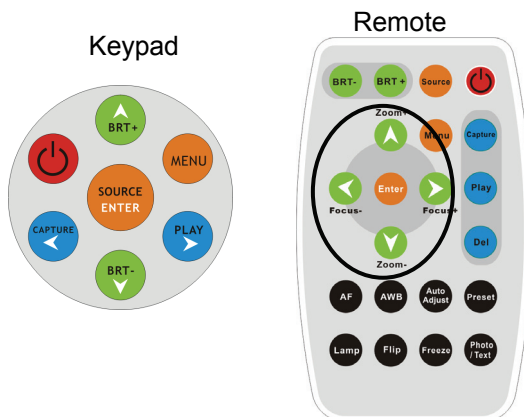 Keypad
BRT+
MENU
SOURCE
ENTER
CAPTURE
PLAY
BRT-
Remote
BRT-
BRT+
Source
Zoom+
Menu
Capture
Enter
Play
Focus-
Focus+
Del
Zoom-
AF
AWB
Auto
Adjust
Preset
Lamp
Flip
Freeze
Photo
/Text